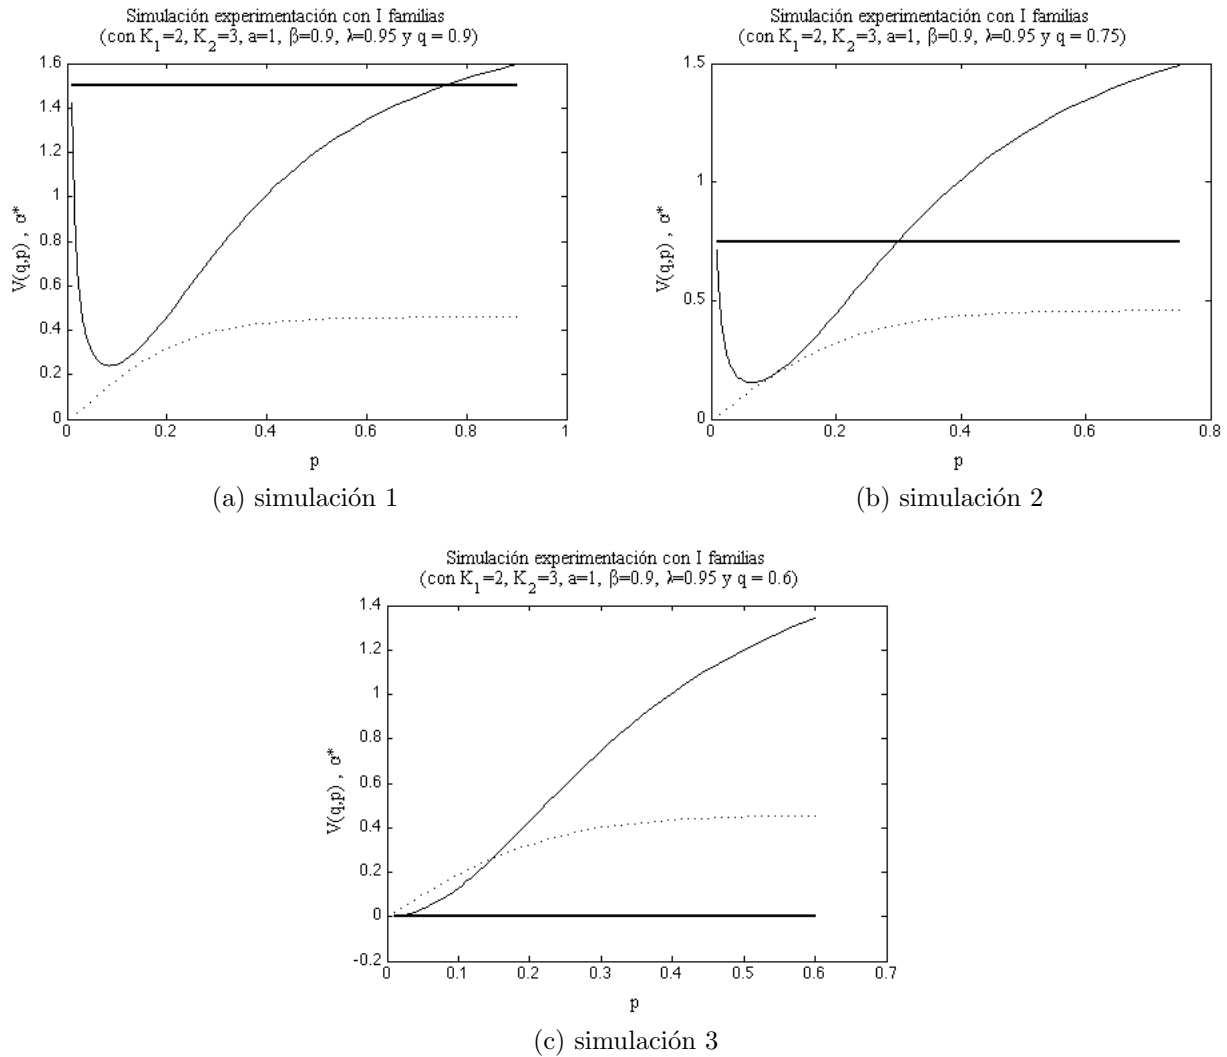 Simulación experimentación con I familias
(con K1=2, K2=3, a=1, β=0.9, λ=0.95 y q = 0.9)
V(q,p) , α*
1.6
1.4
1.2
1
0.8
0.6
0.4
0.2
0
0 0.2 0.4 0.6 0.8 1
p
(a) simulación 1
Simulación experimentación con I familias
(con K1=2, K2=3, a=1, β=0.9, λ=0.95 y q = 0.75)
V(q,p) , α*
1.5
1
0.5
0
0 0.2 0.4 0.6 0.8
p
(b) simulación 2
Simulación experimentación con I familias
(con K1=2, K2=3, a=1, β=0.9, λ=0.95 y q = 0.6)
V(q,p) , α*
1.4
1.2
1
0.8
0.6
0.4
0.2
0
-0.2
0 0.1 0.2 0.3 0.4 0.5 0.6 0.7
p
(c) simulación 3